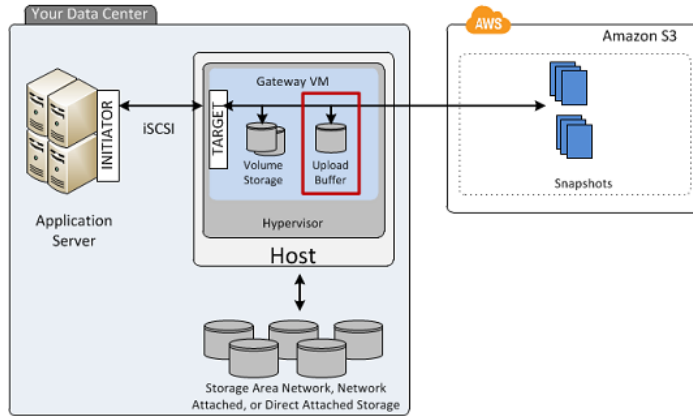 Your Data Center
AWS
Amazon S3
Gateway VM
INITIATOR
iSCSI
TARGET
Volume
Storage
Upload
Buffer
Snapshots
Application
Server
Hypervisor
Host
Storage Area Network, Network
Attached, or Direct Attached Storage